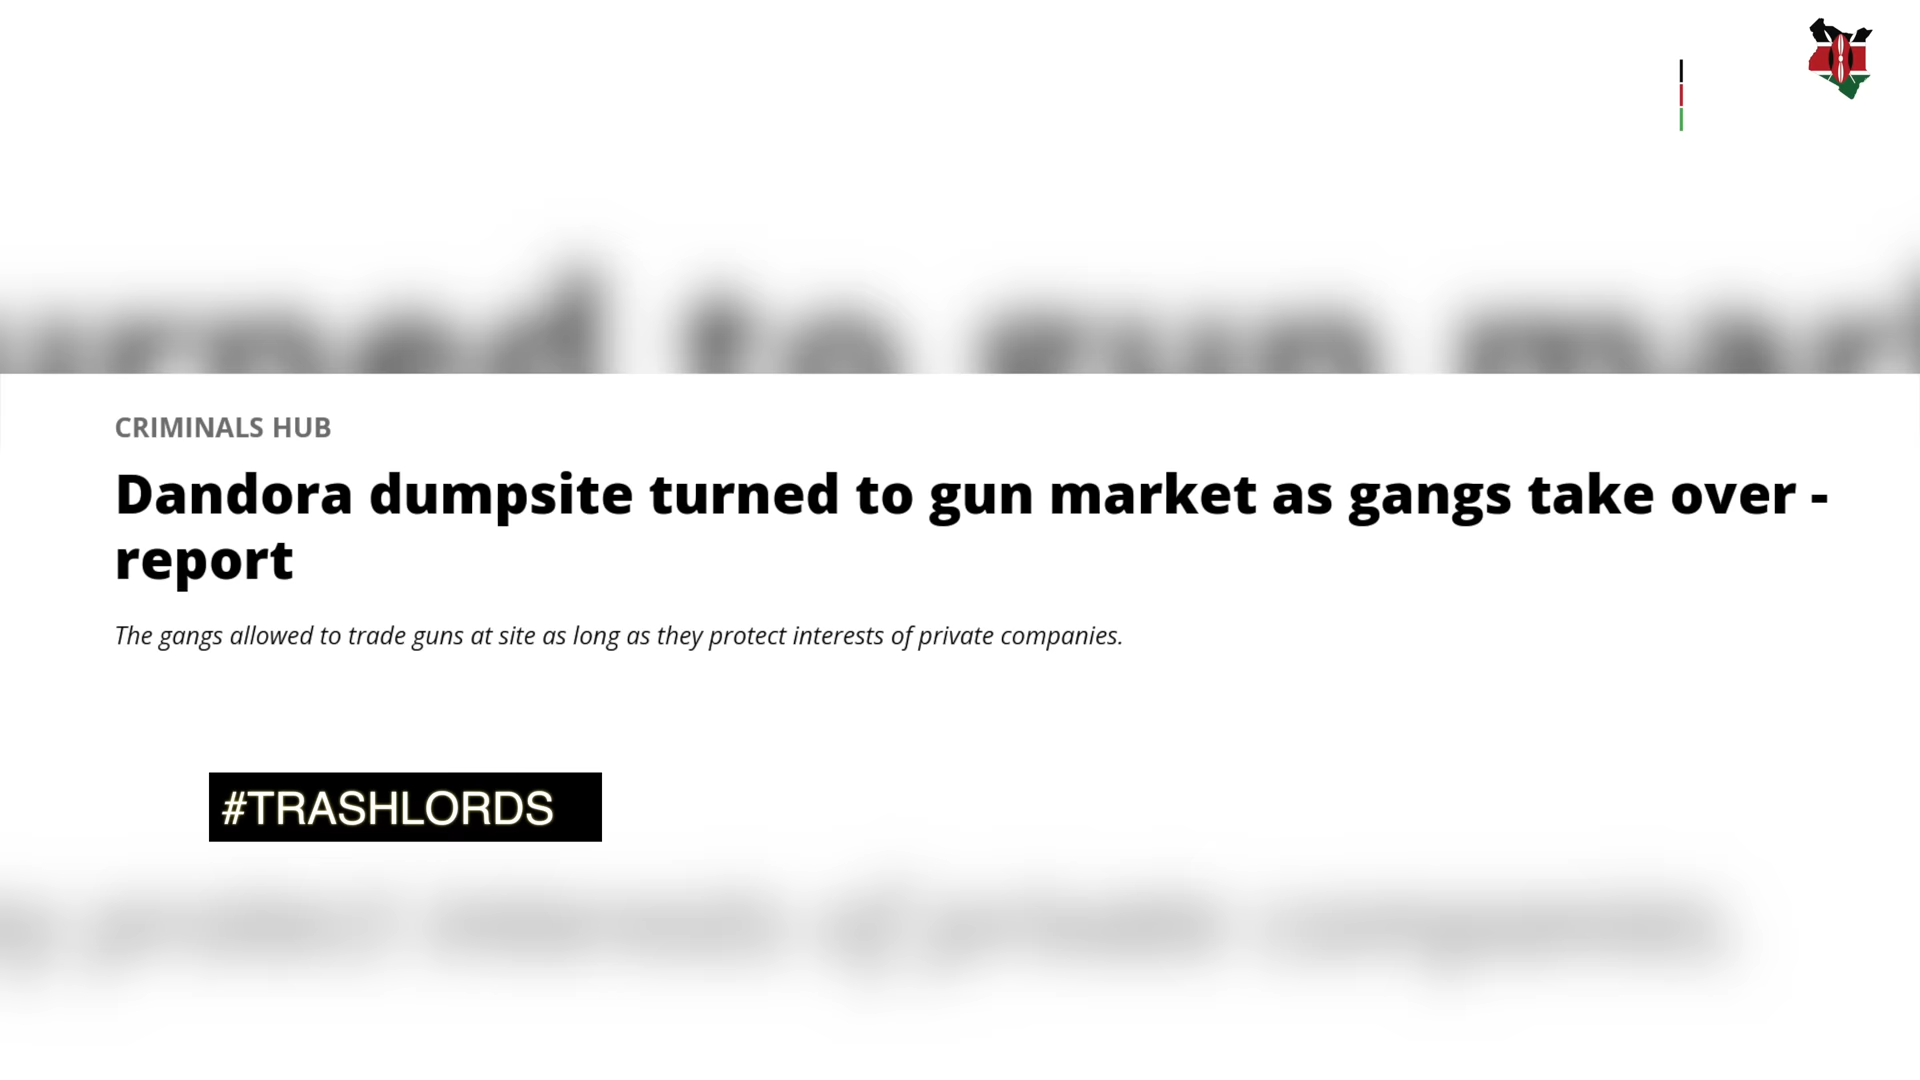 CRIMINALS HUB
Dandora dumpsite turned to gun market as gangs take over -
report
The gangs allowed to trade guns at site as long as they protect interests of private companies.
#TRASHLORDS